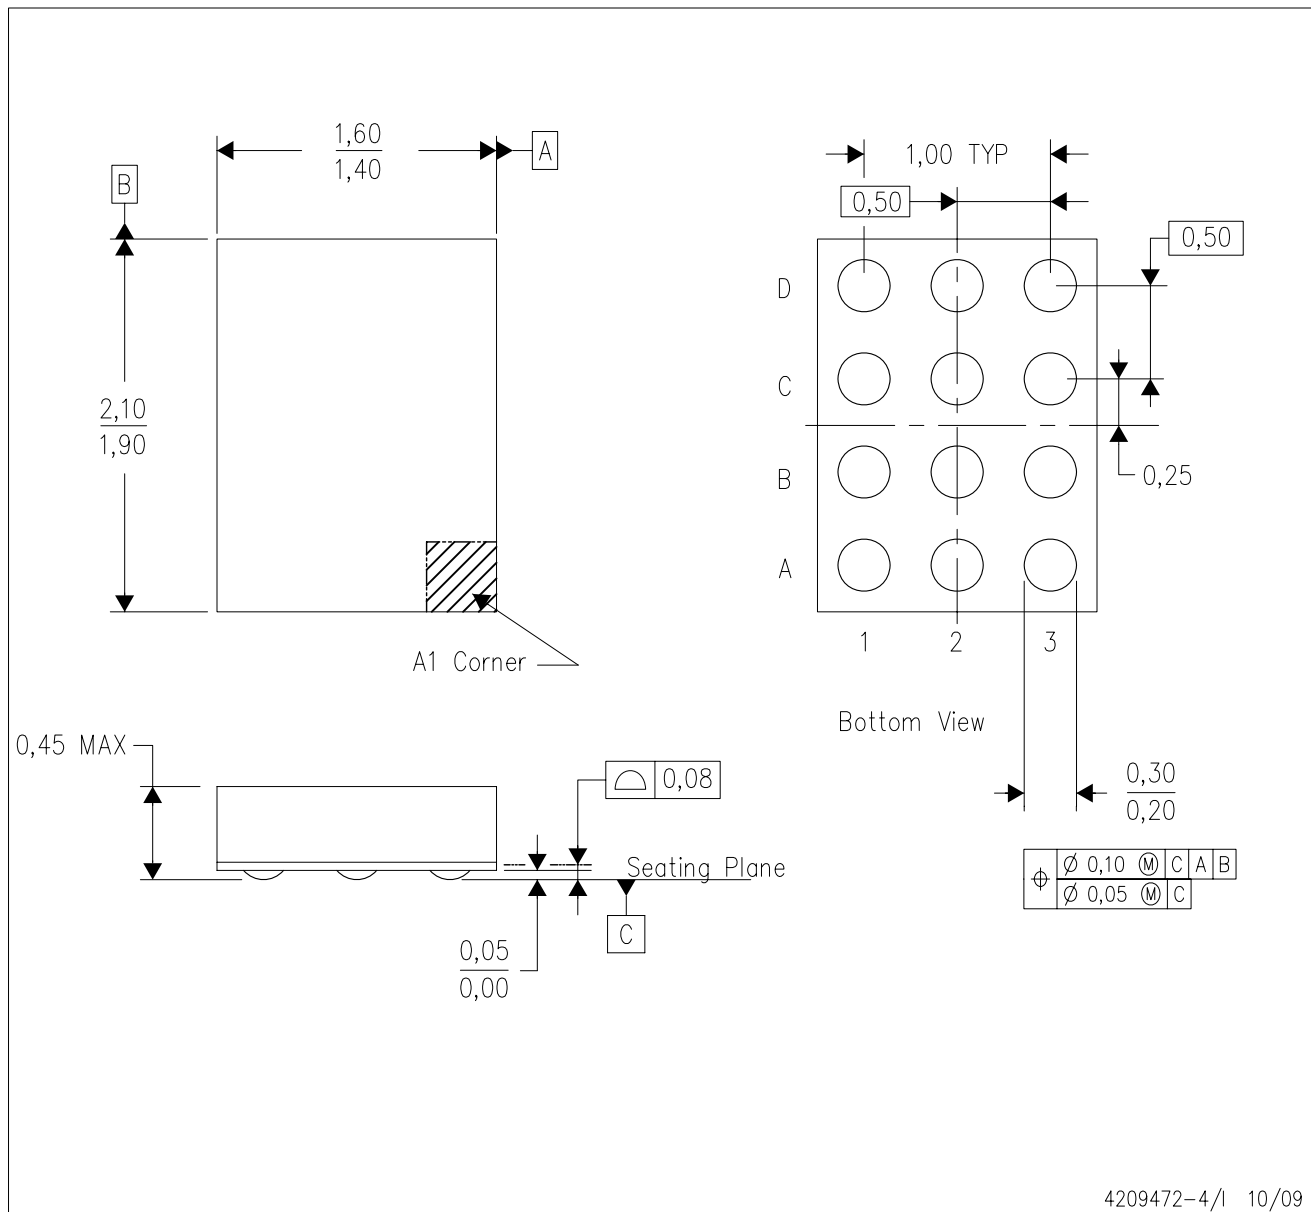 1,60
1,40
A
B
2,10
1,90
A1 Corner
1,00 TYP
0,50
0,50
D
C
B
A
0,25
1 2 3
Bottom View
0,30
0,20
Ø 0,10 Ⓜ C A B
Ø 0,05 Ⓜ C
0,45 MAX
0,08
Seating Plane
C
0,05
0,00
4209472-4/I 10/09